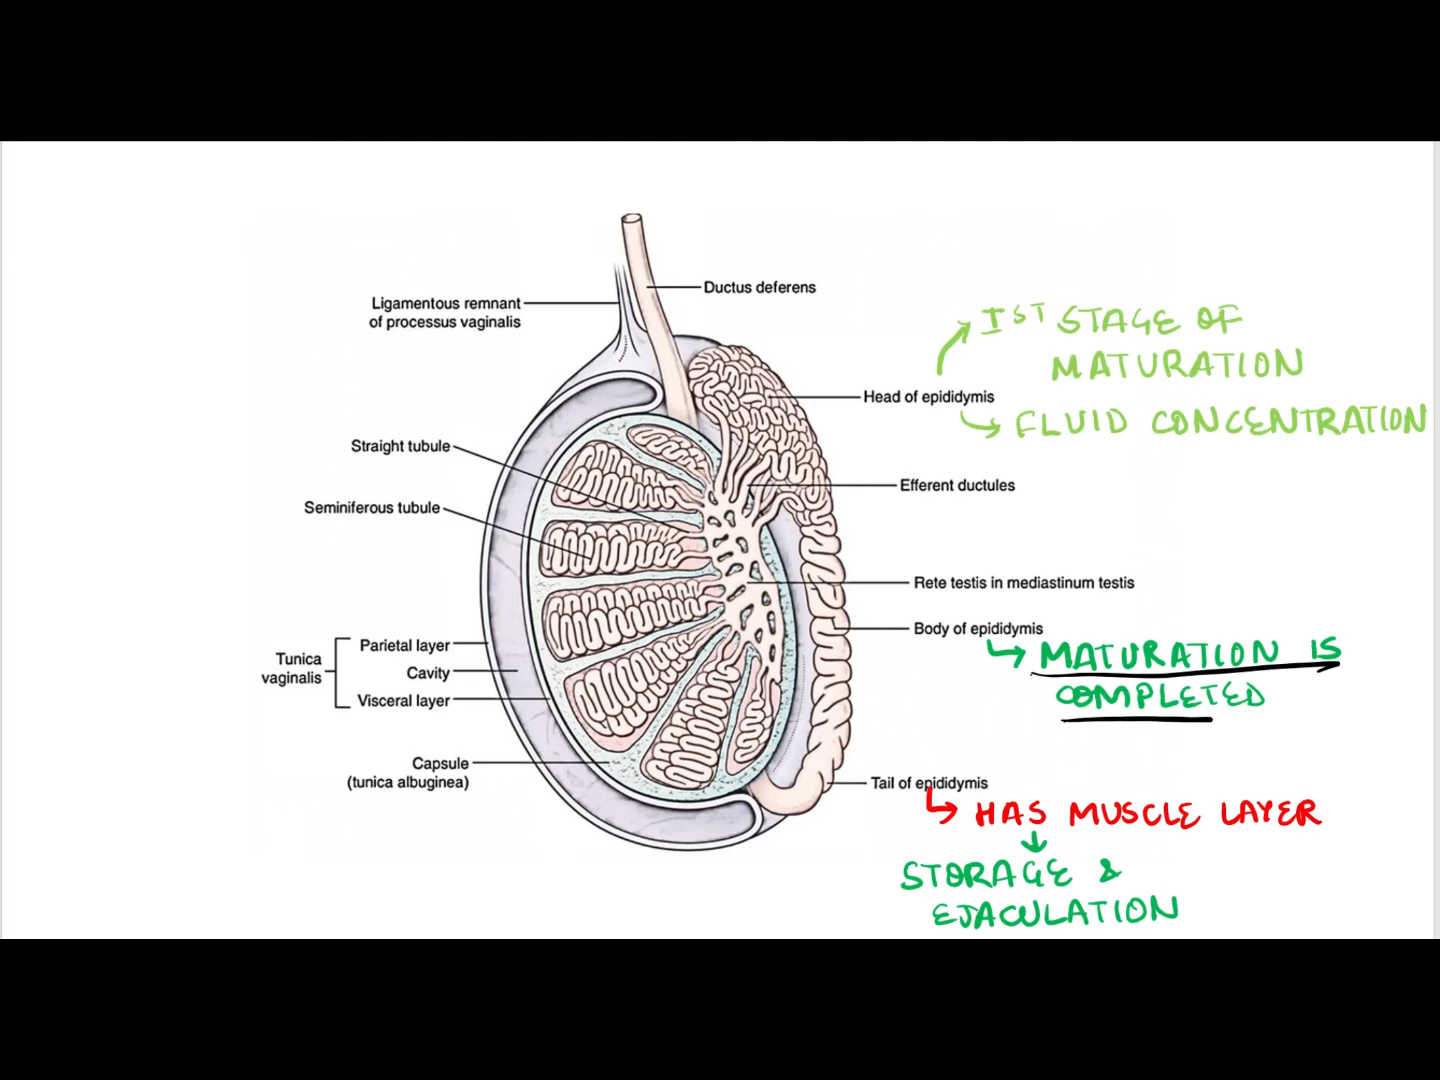 Ductus deferens
Ligamentous remnant
of processus vaginalis
1ST STAGE OF
MATURATION
Head of epididymis
FLUID CONCENTRATION
Straight tubule
Efferent ductules
Seminiferous tubule
Rete testis in mediastinum testis
Body of epididymis
MATURATION IS
COMPLETED
Tunica
vaginalis
Parietal layer
Cavity
Visceral layer
Capsule
(tunica albuginea)
Tail of epididymis
HAS MUSCLE LAYER
STORAGE &
EJACULATION